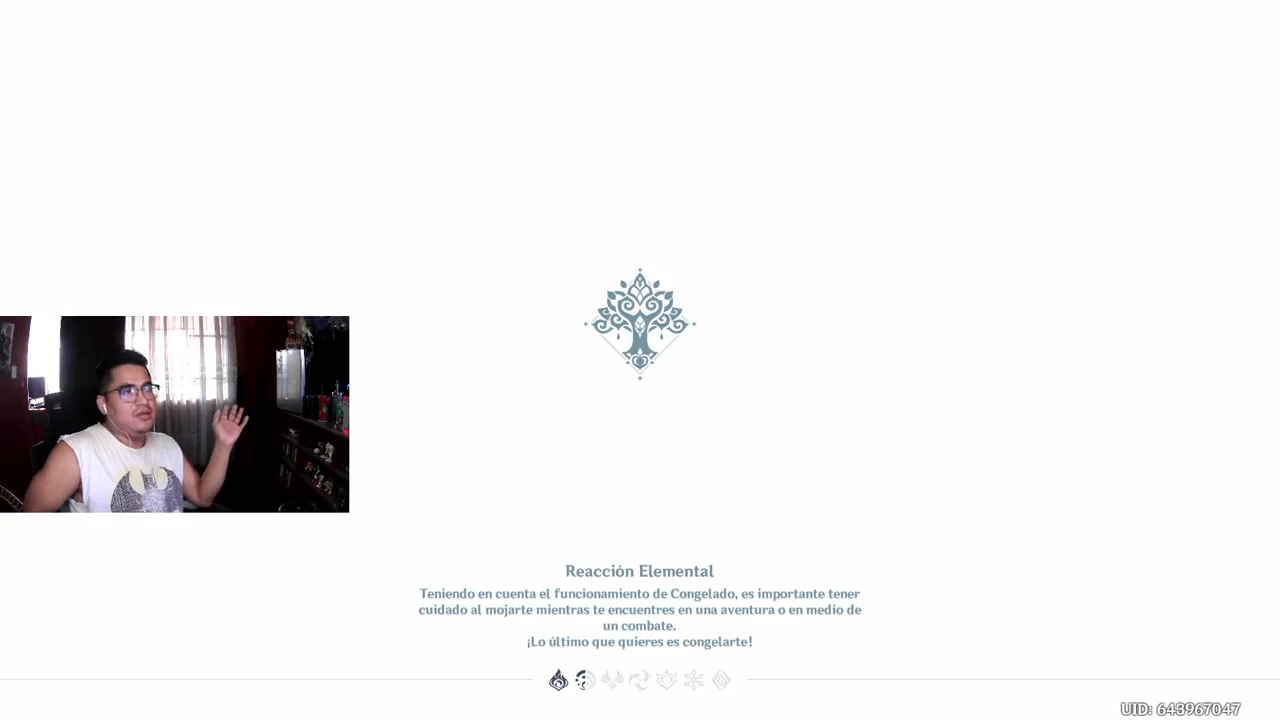 Reacción Elemental
Teniendo en cuenta el funcionamiento de Congelado, es importante tener
cuidado al mojarte mientras te encuentres en una aventura o en medio de
un combate.
¡Lo último que quieres es congelarte!
UID: 643967047